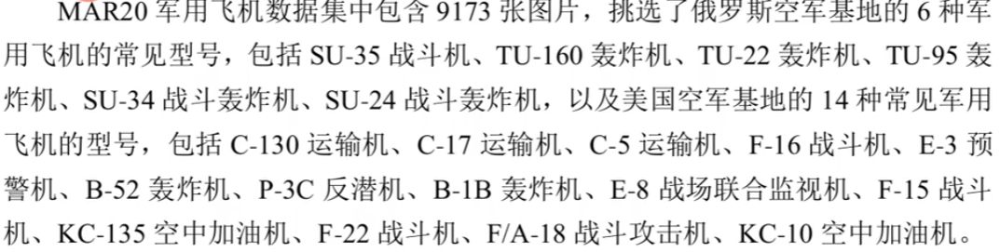 MAR20 军用飞机数据集中包含 9173 张图片，挑选了俄罗斯空军基地的 6 种军
用飞机的常见型号，包括 SU-35 战斗机、TU-160 轰炸机、TU-22 轰炸机、TU-95 轰
炸机、SU-34 战斗轰炸机、SU-24 战斗轰炸机，以及美国空军基地的 14 种常见军用
飞机的型号，包括 C-130 运输机、C-17 运输机、C-5 运输机、F-16 战斗机、E-3 预
警机、B-52 轰炸机、P-3C 反潜机、B-1B 轰炸机、E-8 战场联合监视机、F-15 战斗
机、KC-135 空中加油机、F-22 战斗机、F/A-18 战斗攻击机、KC-10 空中加油机。